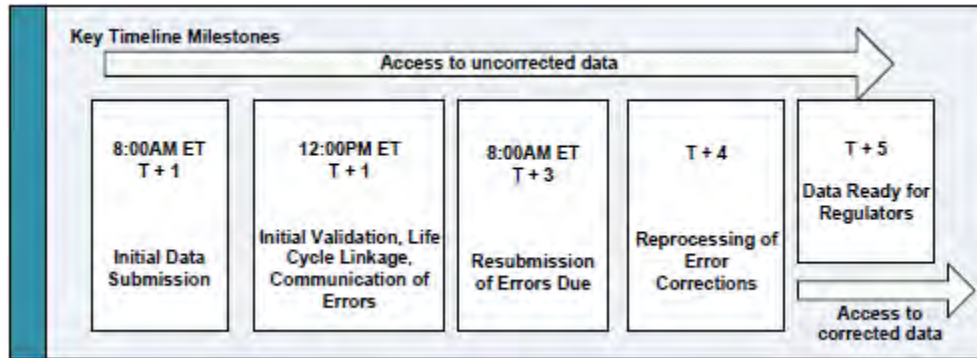 Key Timeline Milestones
Access to uncorrected data
8:00AM ET
T + 1
Initial Data
Submission
12:00PM ET
T + 1
Initial Validation, Life
Cycle Linkage,
Communication of
Errors
8:00AM ET
T + 3
Resubmission
of Errors Due
T + 4
Reprocessing of
Error
Corrections
T + 5
Data Ready for
Regulators
Access to
corrected data